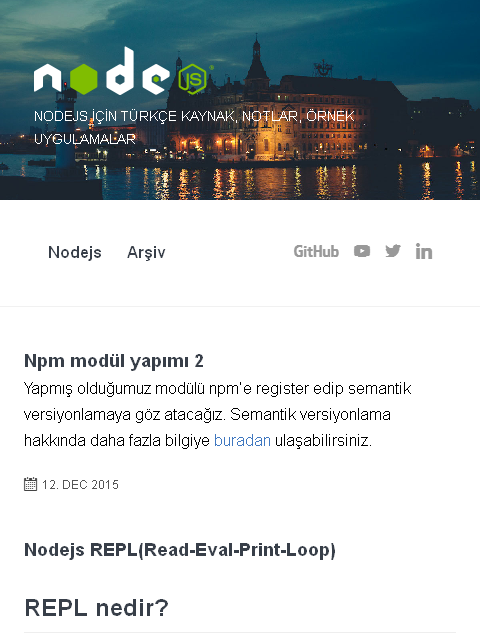 node JS
NODEJS İÇİN TÜRKÇE KAYNAK, NOTLAR, ÖRNEK
UYGULAMALAR
Nodejs Arşiv GitHub
Npm modül yapımı 2
Yapmış olduğumuz modülü npm'e register edip semantik
versiyonlamaya göz atacağız. Semantik versiyonlama
hakkında daha fazla bilgiye buradan ulaşabilirsiniz.
12. DEC 2015
Nodejs REPL(Read-Eval-Print-Loop)
REPL nedir?